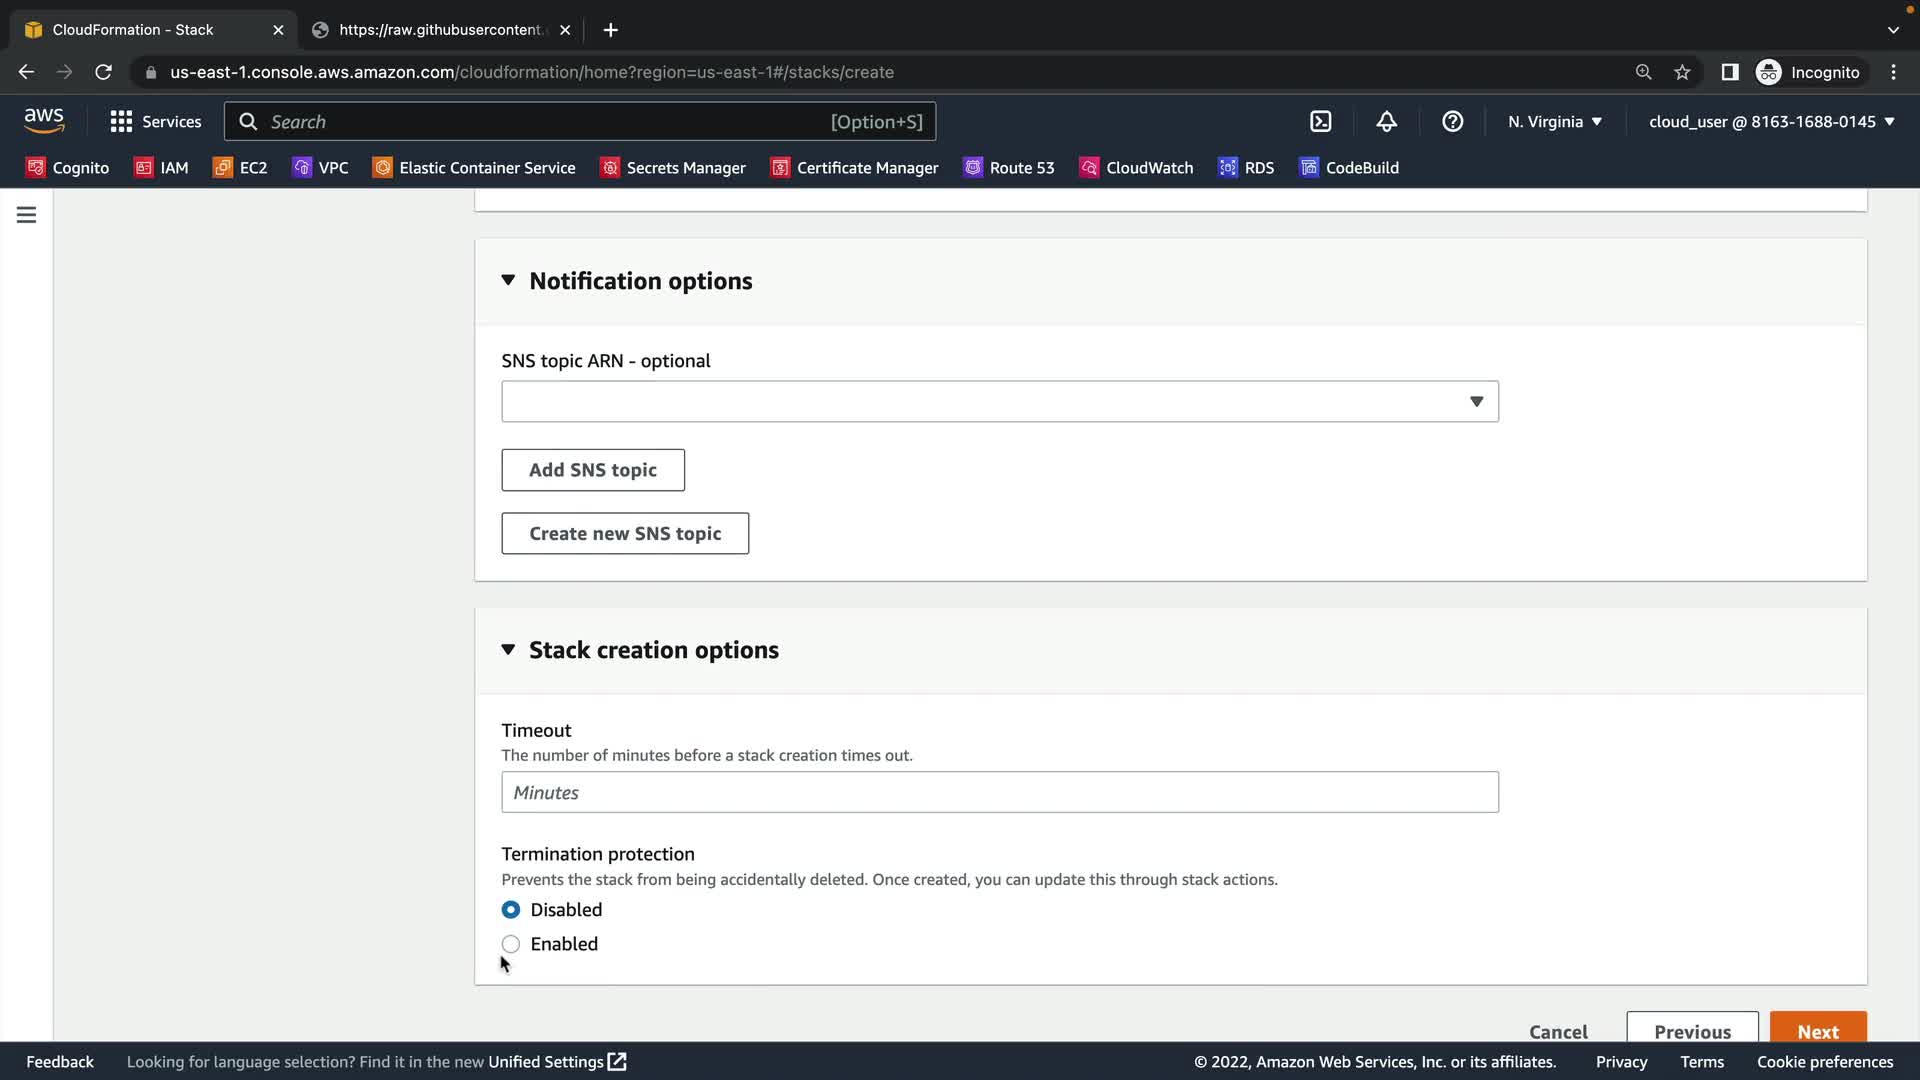 CloudFormation - Stack
https://raw.githubusercontent.
us-east-1.console.aws.amazon.com/cloudformation/home?region=us-east-1#/stacks/create
Incognito
aws
Services
Search
[Option+S]
N. Virginia
cloud_user @ 8163-1688-0145
Cognito
IAM
EC2
VPC
Elastic Container Service
Secrets Manager
Certificate Manager
Route 53
CloudWatch
RDS
CodeBuild
Notification options
SNS topic ARN - optional
Add SNS topic
Create new SNS topic
Stack creation options
Timeout
The number of minutes before a stack creation times out.
Minutes
Termination protection
Prevents the stack from being accidentally deleted. Once created, you can update this through stack actions.
Disabled
Enabled
Cancel
Previous
Next
Feedback
Looking for language selection? Find it in the new Unified Settings
© 2022, Amazon Web Services, Inc. or its affiliates.
Privacy
Terms
Cookie preferences